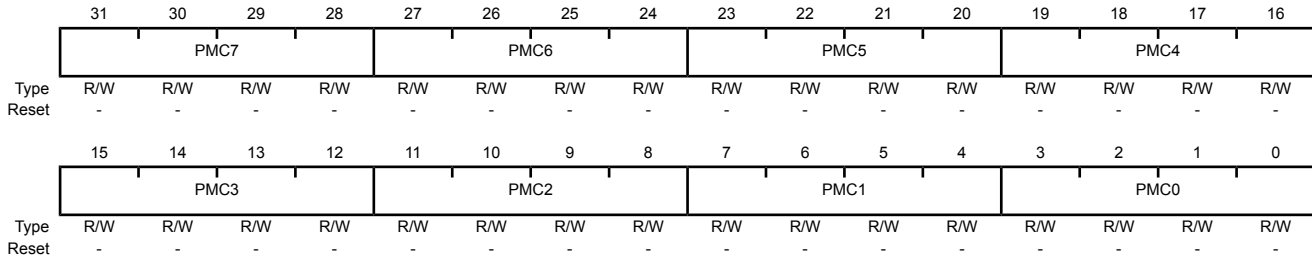 31 30 29 28 27 26 25 24 23 22 21 20 19 18 17 16
PMC7 PMC6 PMC5 PMC4
Type R/W R/W R/W R/W R/W R/W R/W R/W R/W R/W R/W R/W R/W R/W R/W R/W
Reset - - - - - - - - - - - - - - - -
15 14 13 12 11 10 9 8 7 6 5 4 3 2 1 0
PMC3 PMC2 PMC1 PMC0
Type R/W R/W R/W R/W R/W R/W R/W R/W R/W R/W R/W R/W R/W R/W R/W R/W
Reset - - - - - - - - - - - - - - - -